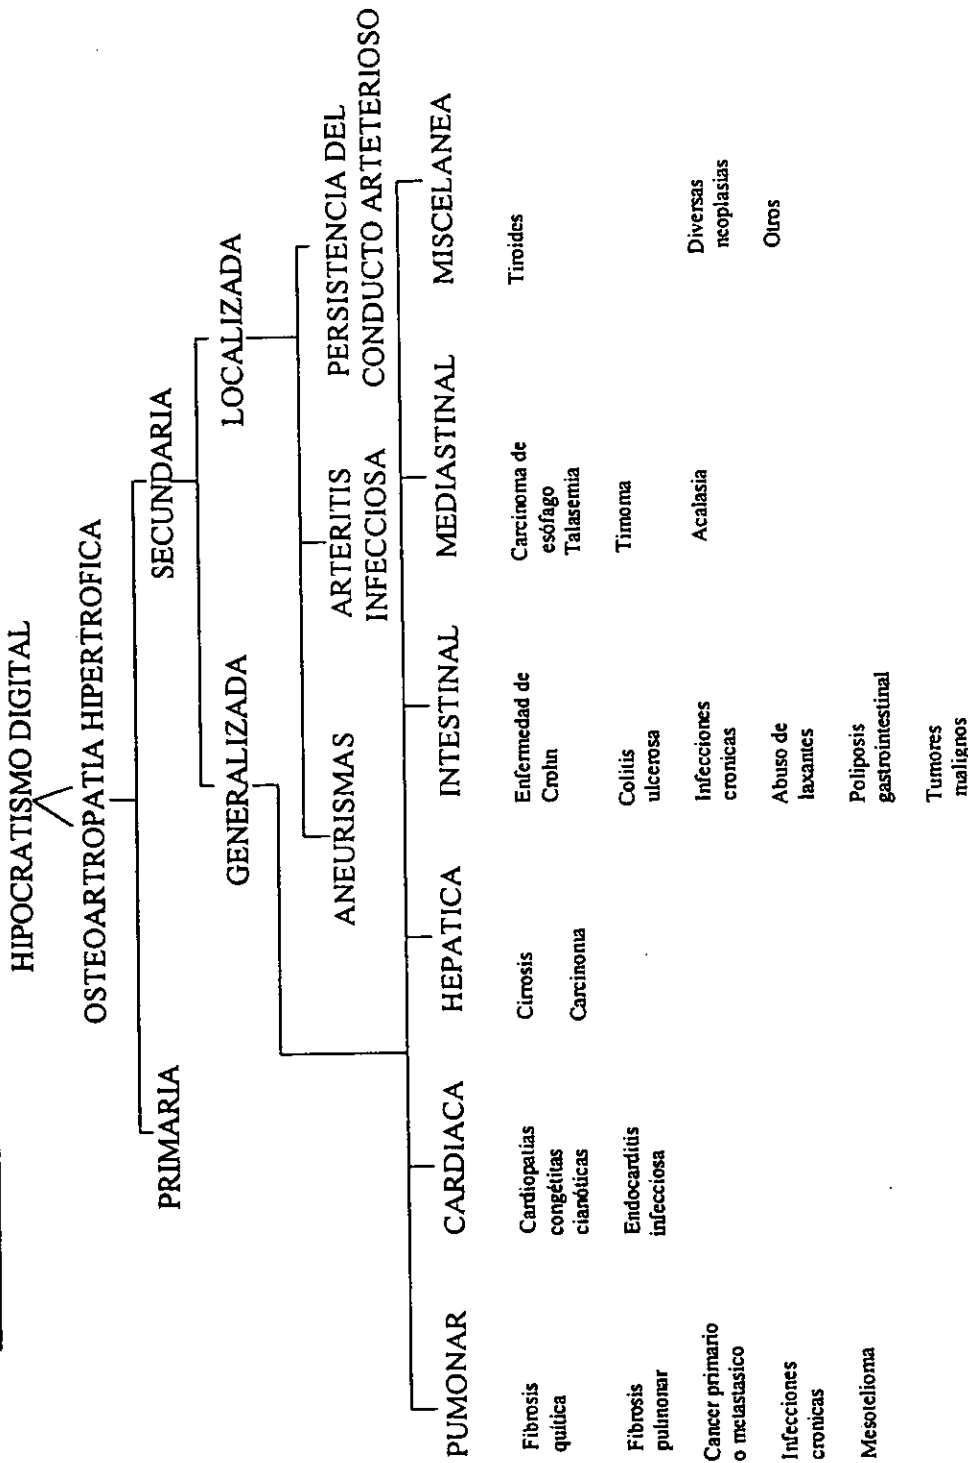 HIPOCRATISMO DIGITAL
OSTEOARTROPATIA HIPERTROFICA
PRIMARIA
SECUNDARIA
GENERALIZADA
LOCALIZADA
ANEURISMAS
ARTERITIS
INFECCIOSA
PERSISTENCIA DEL
CONDUCTO ARTETERIOSO
PUMONAR
CARDIACA
HEPATICA
INTESTINAL
MEDIASTINAL
MISCELANEA
Fibrosis
quítica
Fibrosis
pulmonar
Cancer primario
o metastasico
Infecciones
cronicas
Mesotelioma
Cardiopatias
congétitas
cianóticas
Endocarditis
infecciosa
Cirrosis
Carcinoma
Enfermedad de
Crohn
Colitis
ulcerosa
Infecciones
cronicas
Abuso de
laxantes
Poliposis
gastrointestinal
Tumores
malignos
Carcinoma de
esófago
Talasemia
Timoma
Acalasia
Tiroides
Diversas
neoplasias
Otros